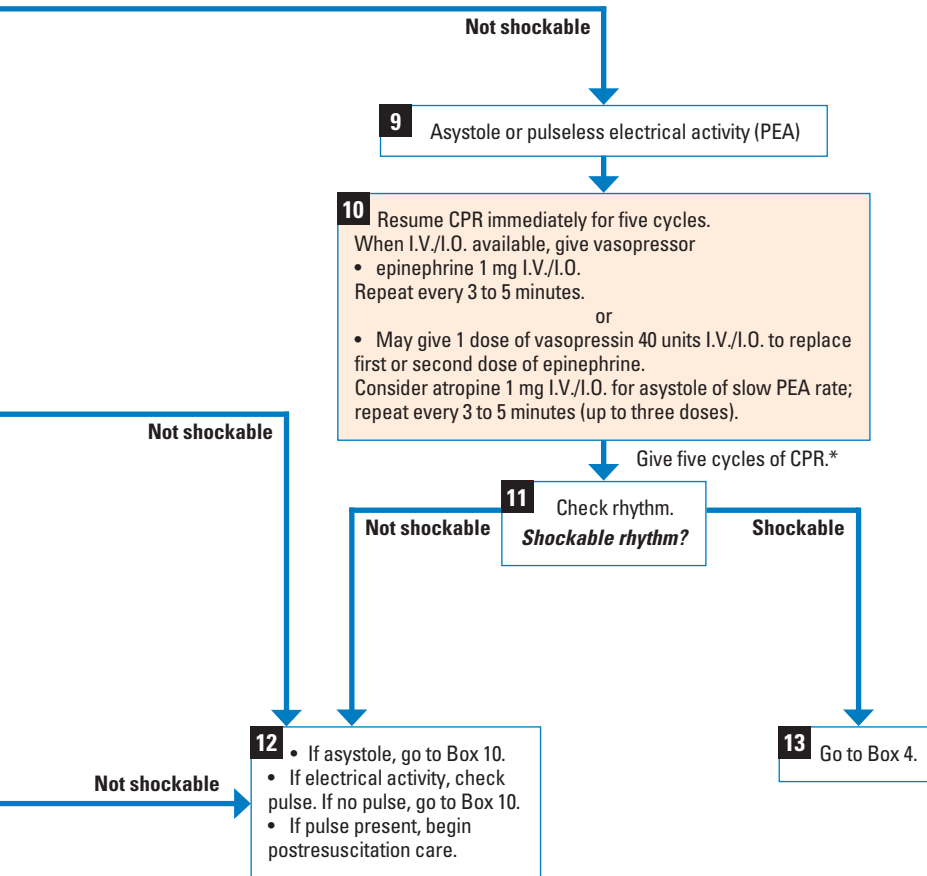 Not shockable
9
Asystole or pulseless electrical activity (PEA)
10
Resume CPR immediately for five cycles.
When I.V./I.O. available, give vasopressor
• epinephrine 1 mg I.V./I.O.
Repeat every 3 to 5 minutes.
or
• May give 1 dose of vasopressin 40 units I.V./I.O. to replace
first or second dose of epinephrine.
Consider atropine 1 mg I.V./I.O. for asystole of slow PEA rate;
repeat every 3 to 5 minutes (up to three doses).
Not shockable
Give five cycles of CPR.*
11
Check rhythm.
Shockable rhythm?
Not shockable
Shockable
12
• If asystole, go to Box 10.
• If electrical activity, check
pulse. If no pulse, go to Box 10.
• If pulse present, begin
postresuscitation care.
13
Go to Box 4.
Not shockable